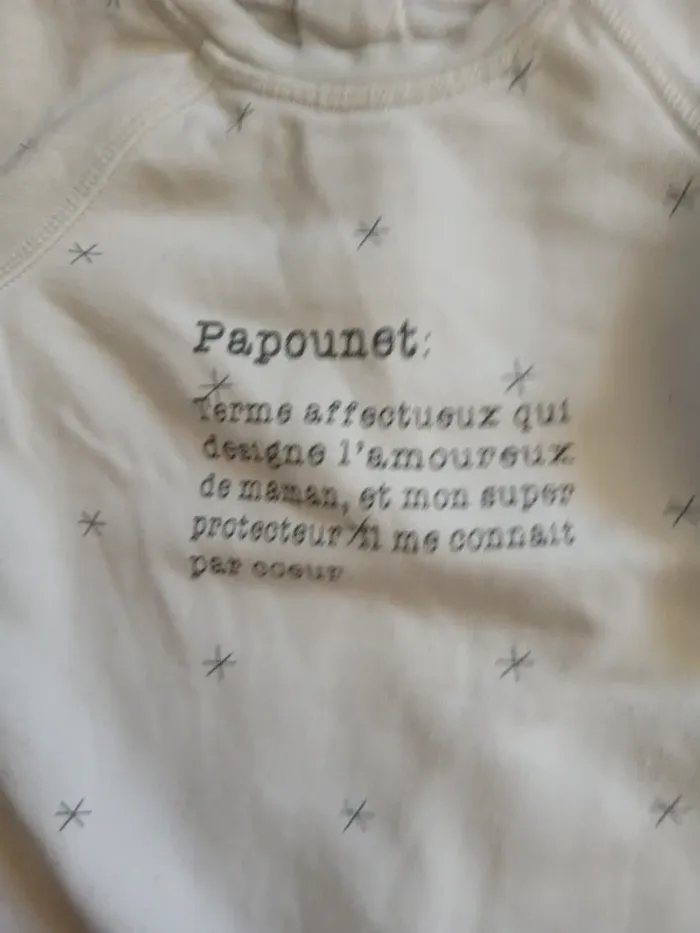 Papounet:
Terme affectueux qui
designe l'amoureux
de maman, et mon super
protecteur il me connait
par coeur